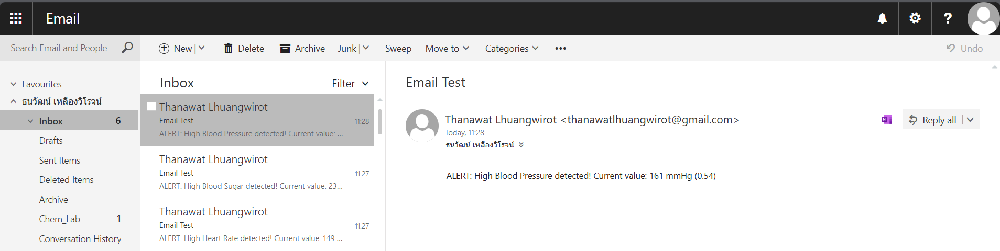 Email
Search Email and People
New
Delete
Archive
Junk
Sweep
Move to
Categories
Undo
Favourites
ธนวัฒน์ เหลืองวิโรจน์
Inbox 6
Drafts
Sent Items
Deleted Items
Archive
Chem_Lab 1
Conversation History
Inbox
Filter
Thanawat Lhuangwirot
Email Test 11:28
ALERT: High Blood Pressure detected! Current value: ...
Thanawat Lhuangwirot
Email Test 11:27
ALERT: High Blood Sugar detected! Current value: 23...
Thanawat Lhuangwirot
Email Test 11:27
ALERT: High Heart Rate detected! Current value: 149 ...
Email Test
Thanawat Lhuangwirot <thanawatlhuangwirot@gmail.com>
Today, 11:28
ธนวัฒน์ เหลืองวิโรจน์
N
Reply all
ALERT: High Blood Pressure detected! Current value: 161 mmHg (0.54)